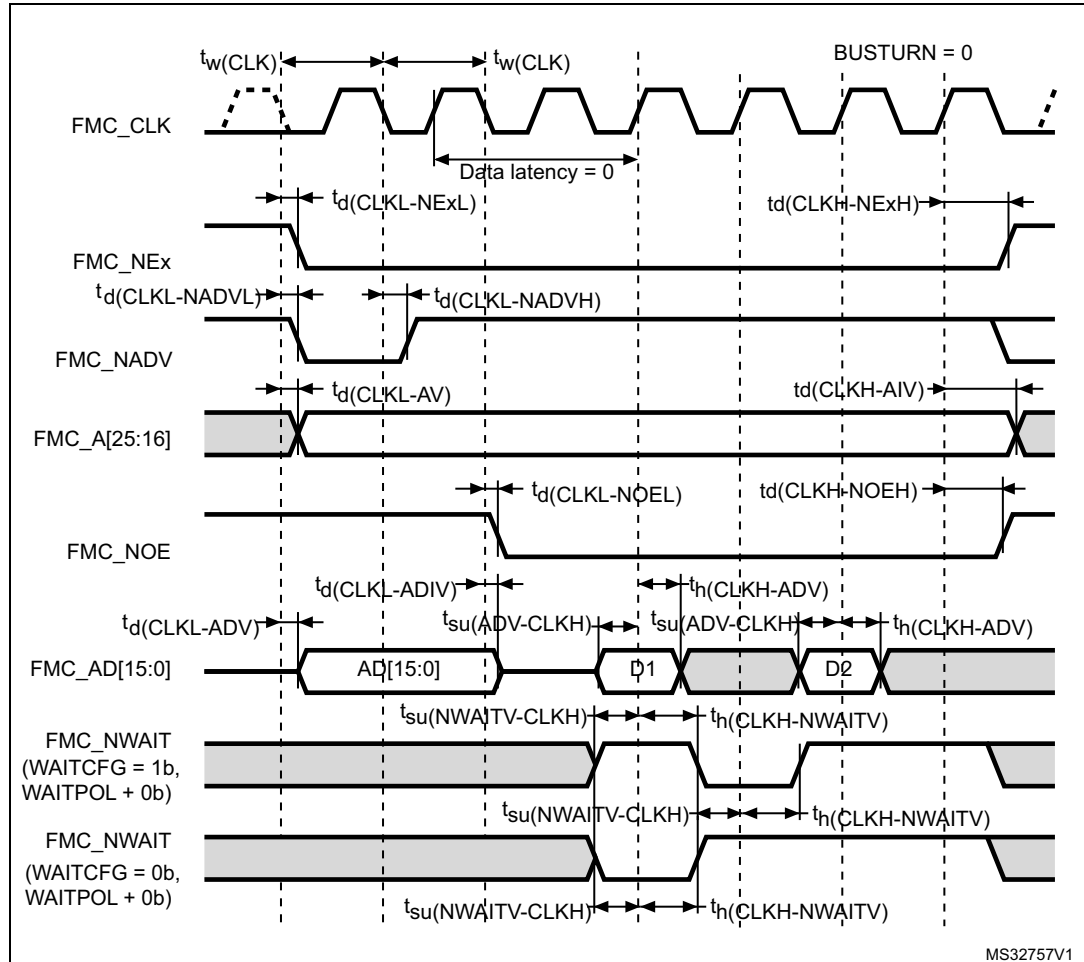 tw(CLK)
tw(CLK)
BUSTURN = 0
FMC_CLK
Data latency = 0
td(CLKL-NExL)
td(CLKH-NExH)
FMC_NEx
td(CLKL-NADVL)
td(CLKL-NADVH)
FMC_NADV
td(CLKL-AV)
td(CLKH-AIV)
FMC_A[25:16]
td(CLKL-NOEL)
td(CLKH-NOEH)
FMC_NOE
td(CLKL-ADIV)
th(CLKH-ADV)
td(CLKL-ADV)
tsu(ADV-CLKH)
tsu(ADV-CLKH)
th(CLKH-ADV)
FMC_AD[15:0]
AD[15:0]
D1
D2
tsu(NWAITV-CLKH)
th(CLKH-NWAITV)
FMC_NWAIT
(WAITCFG = 1b,
WAITPOL + 0b)
tsu(NWAITV-CLKH)
th(CLKH-NWAITV)
FMC_NWAIT
(WAITCFG = 0b,
WAITPOL + 0b)
tsu(NWAITV-CLKH)
th(CLKH-NWAITV)
MS32757V1